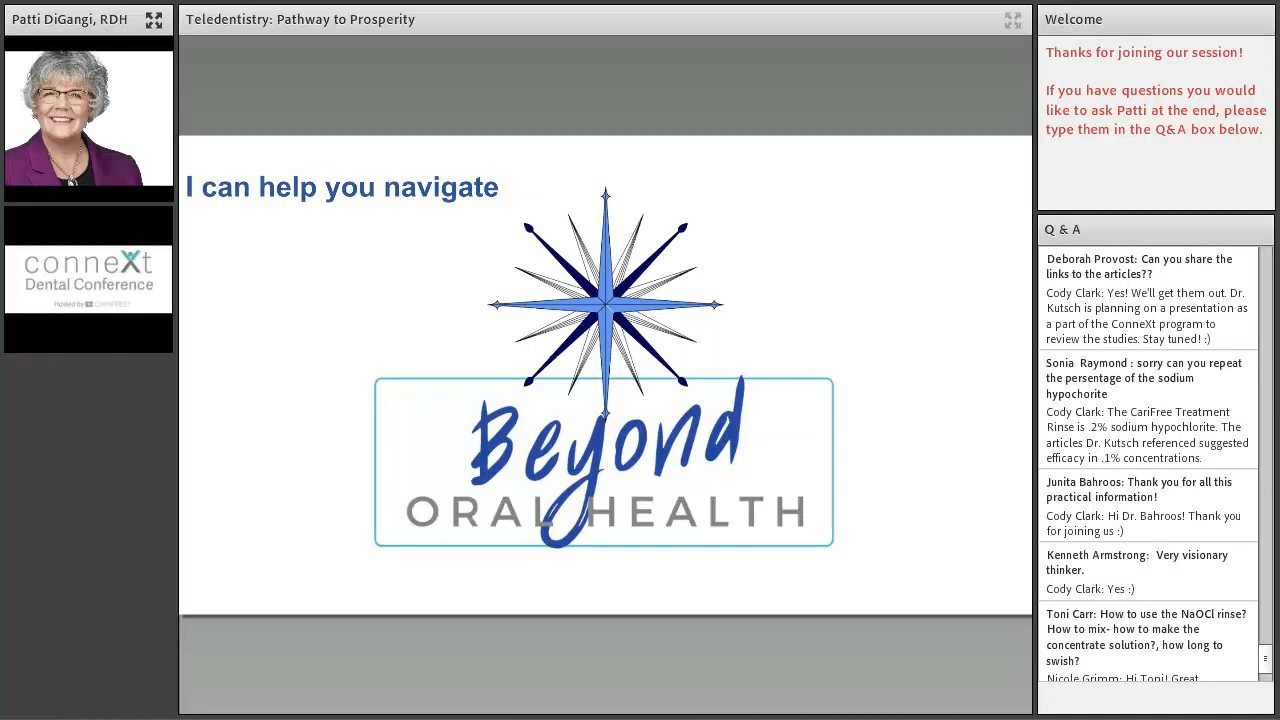 Patti DiGangi, RDH
Teledentistry: Pathway to Prosperity
Welcome
Thanks for joining our session!
If you have questions you would
like to ask Patti at the end, please
type them in the Q&A box below.
I can help you navigate
Beyond
ORAL HEALTH
conneXt
Dental Conference
Hosted by CARIFREE
Q & A
Deborah Provost: Can you share the
links to the articles??
Cody Clark: Yes! We'll get them out. Dr.
Kutsch is planning on a presentation as
a part of the ConneXt program to
review the studies. Stay tuned! :)
Sonia Raymond : sorry can you repeat
the persentage of the sodium
hypochorite
Cody Clark: The CariFree Treatment
Rinse is .2% sodium hypochlorite. The
articles Dr. Kutsch referenced suggested
efficacy in .1% concentrations.
Junita Bahroos: Thank you for all this
practical information!
Cody Clark: Hi Dr. Bahroos! Thank you
for joining us :)
Kenneth Armstrong: Very visionary
thinker.
Cody Clark: Yes :)
Toni Carr: How to use the NaOCl rinse?
How to mix- how to make the
concentrate solution?, how long to
swish?
Nicole Grimm: Hi Toni! Great